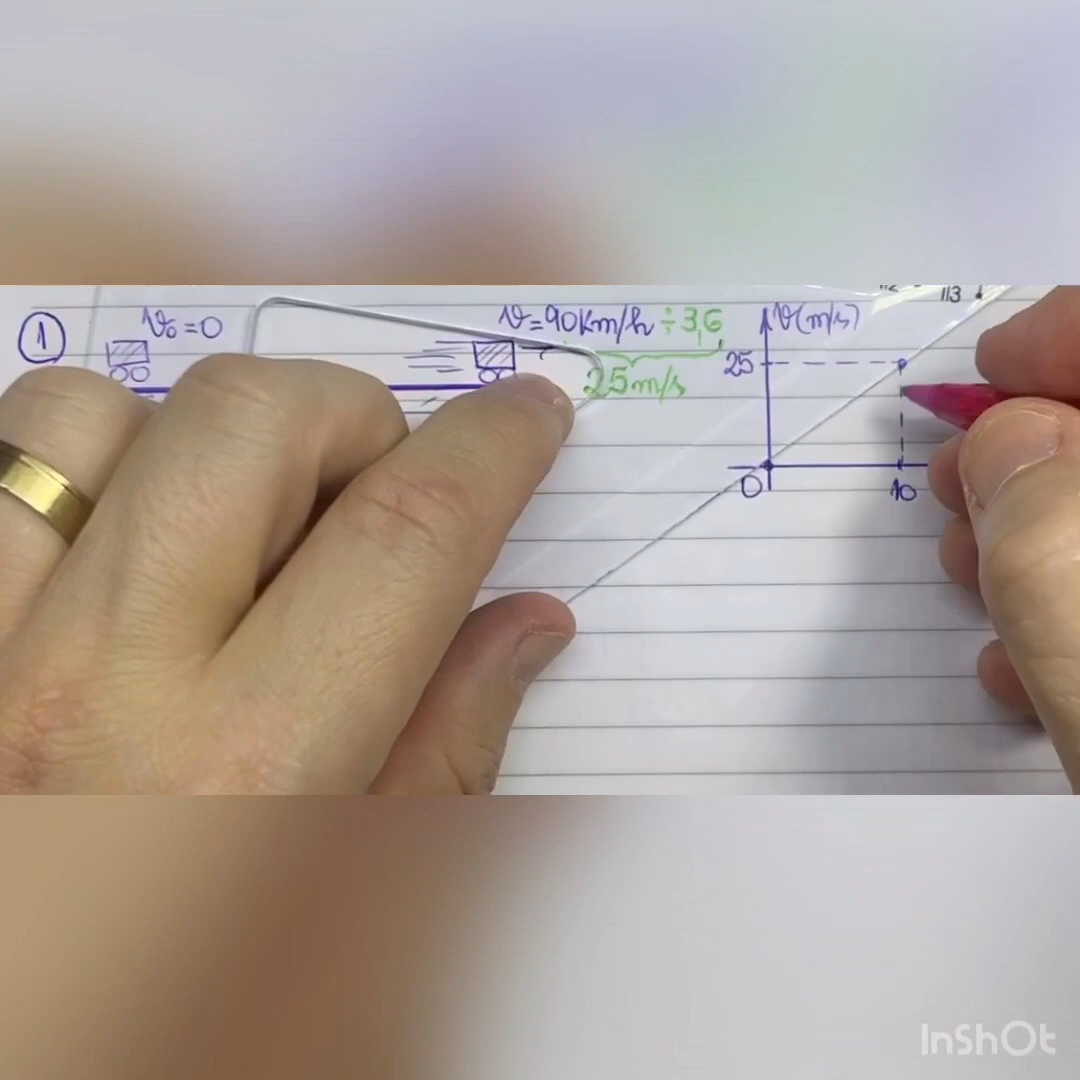 1
v₀ = 0
v = 90 Km/h ÷ 3,6
25 m/s
v(m/s)
25
0
10
113
InShOt